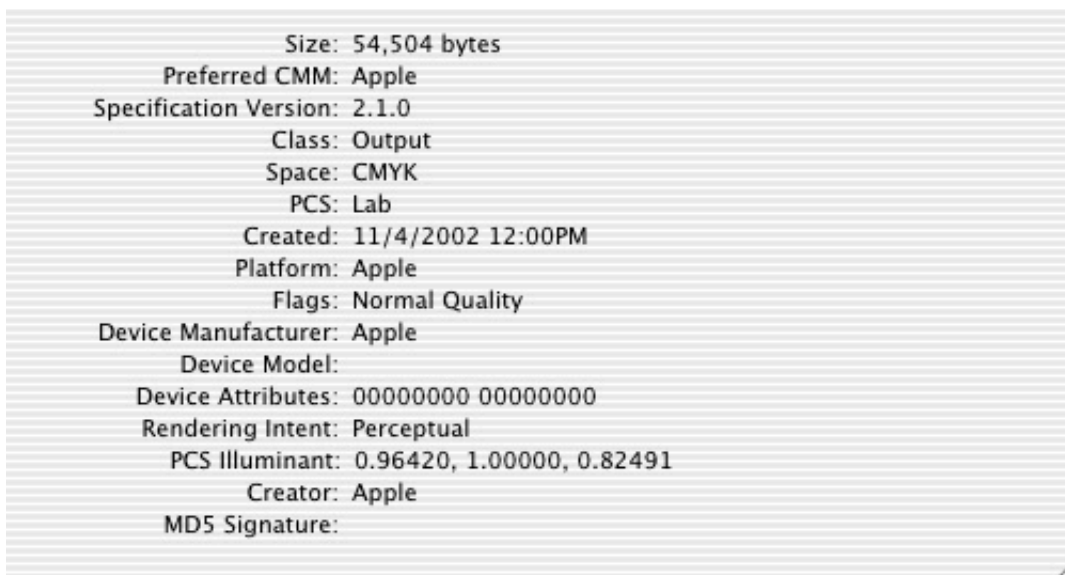 Size: 54,504 bytes
Preferred CMM: Apple
Specification Version: 2.1.0
Class: Output
Space: CMYK
PCS: Lab
Created: 11/4/2002 12:00PM
Platform: Apple
Flags: Normal Quality
Device Manufacturer: Apple
Device Model:
Device Attributes: 00000000 00000000
Rendering Intent: Perceptual
PCS Illuminant: 0.96420, 1.00000, 0.82491
Creator: Apple
MD5 Signature: